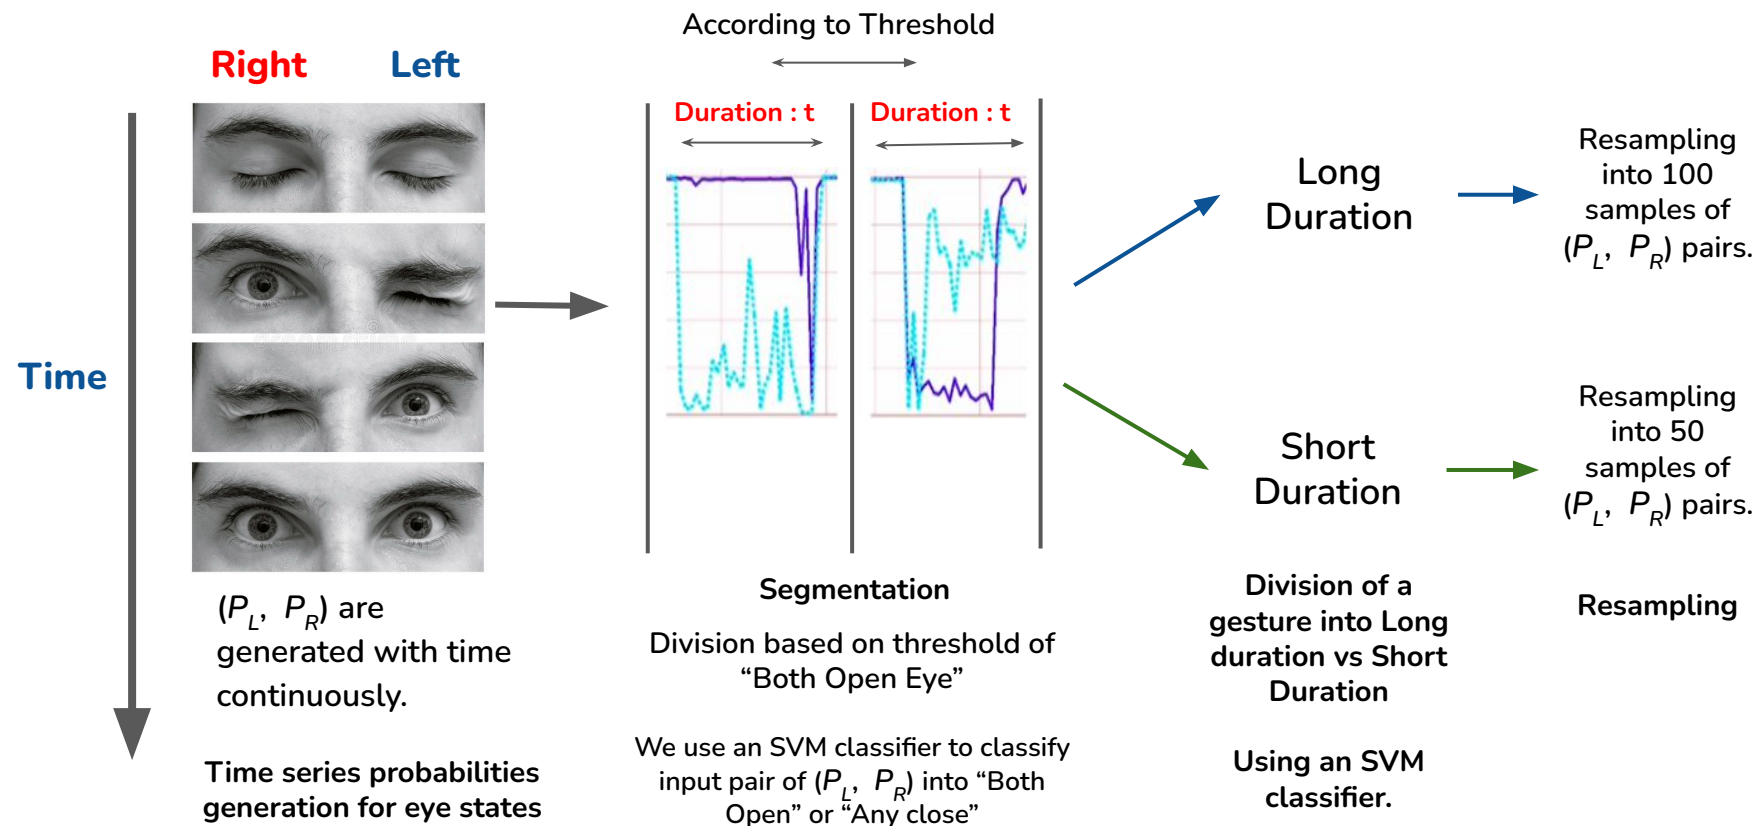 According to Threshold
Right
Left
Duration : t
Duration : t
Time
Long
Duration
Resampling
into 100
samples of
(P_L, P_R) pairs.
Short
Duration
Resampling
into 50
samples of
(P_L, P_R) pairs.
(P_L, P_R) are
generated with time
continuously.
Time series probabilities
generation for eye states
Segmentation
Division based on threshold of
“Both Open Eye”
We use an SVM classifier to classify
input pair of (P_L, P_R) into “Both
Open” or “Any close”
Division of a
gesture into Long
duration vs Short
Duration
Using an SVM
classifier.
Resampling